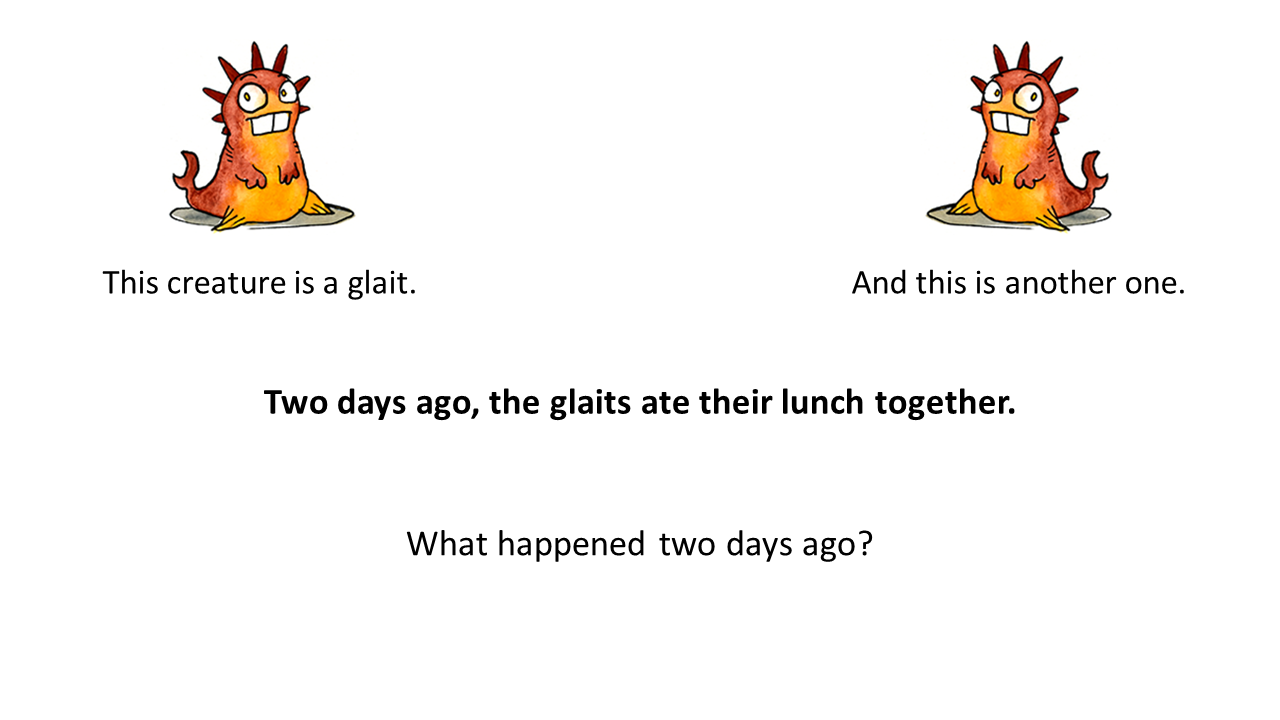 This creature is a glait.
And this is another one.
Two days ago, the glaits ate their lunch together.
What happened two days ago?